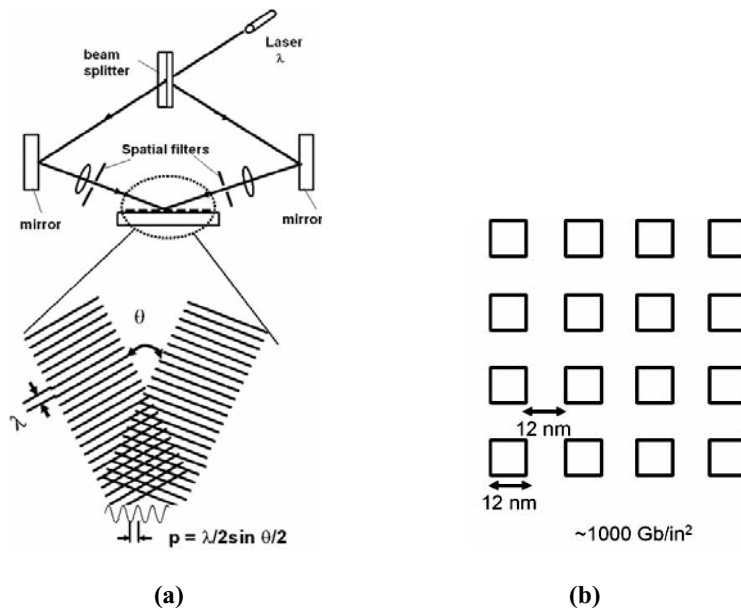 Laser
λ
beam
splitter
Spatial filters
mirror
mirror
θ
λ
p = λ/2sin θ/2
12 nm
12 nm
~1000 Gb/in²
(a)
(b)